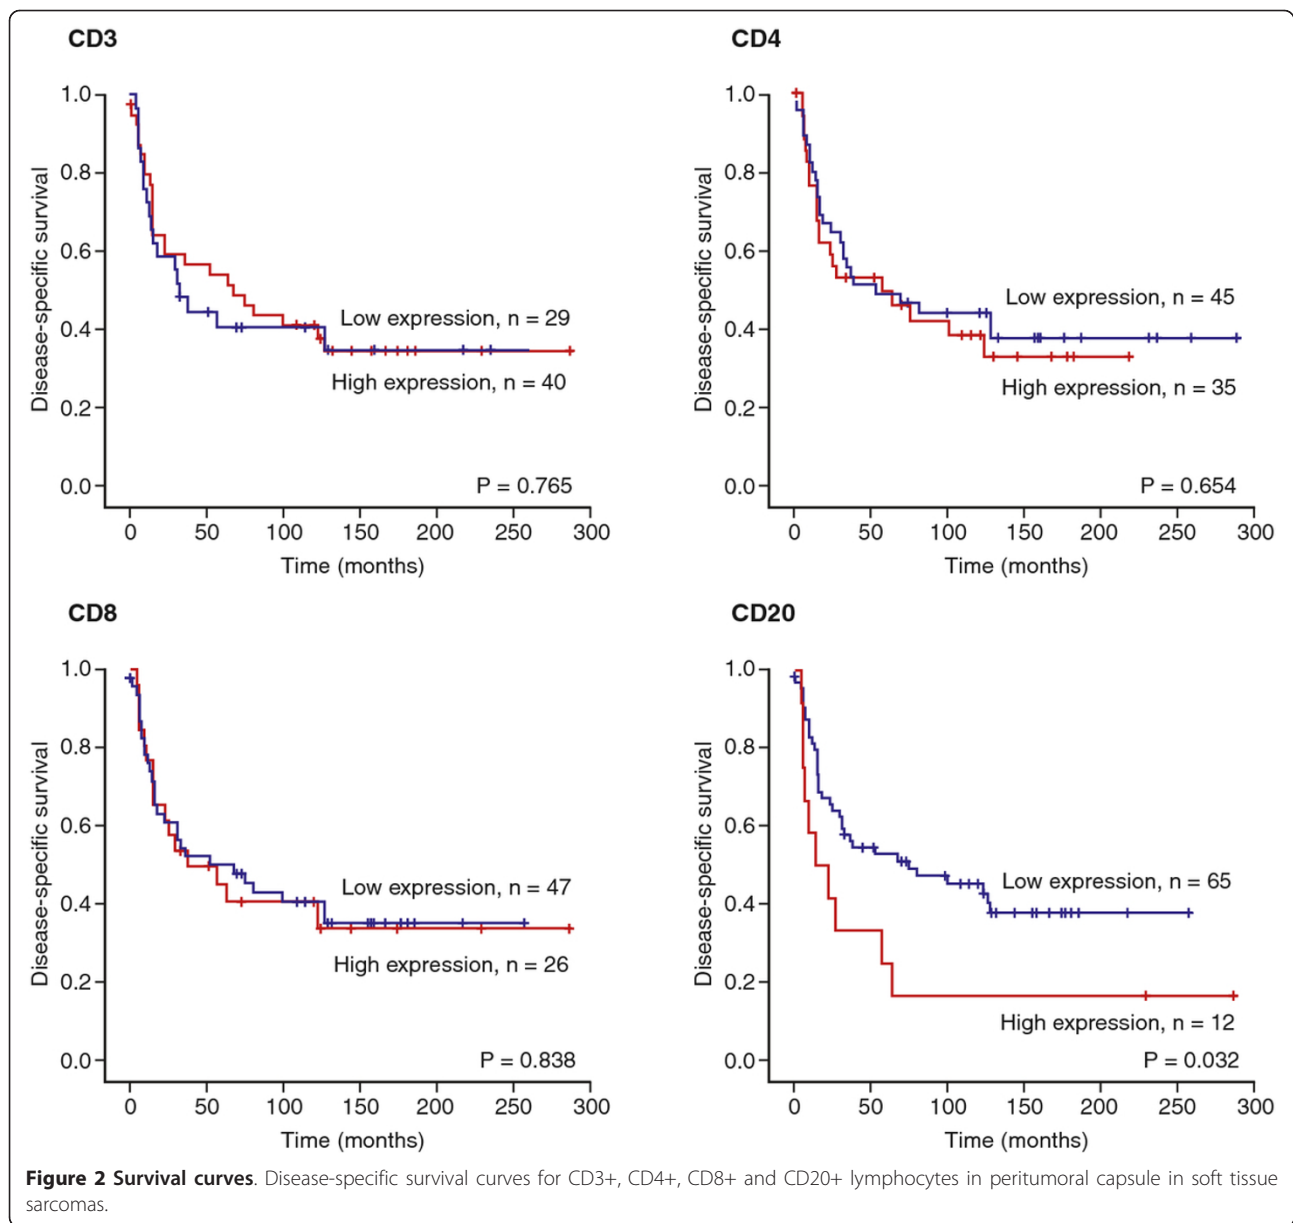 CD3
1.0
0.8
0.6
0.4
0.2
0.0
Disease-specific survival
Low expression, n = 29
High expression, n = 40
P = 0.765
0 50 100 150 200 250 300
Time (months)
CD4
1.0
0.8
0.6
0.4
0.2
0.0
Disease-specific survival
Low expression, n = 45
High expression, n = 35
P = 0.654
0 50 100 150 200 250 300
Time (months)
CD8
1.0
0.8
0.6
0.4
0.2
0.0
Disease-specific survival
Low expression, n = 47
High expression, n = 26
P = 0.838
0 50 100 150 200 250 300
Time (months)
CD20
1.0
0.8
0.6
0.4
0.2
0.0
Disease-specific survival
Low expression, n = 65
High expression, n = 12
P = 0.032
0 50 100 150 200 250 300
Time (months)
Figure 2 Survival curves. Disease-specific survival curves for CD3+, CD4+, CD8+ and CD20+ lymphocytes in peritumoral capsule in soft tissue
sarcomas.